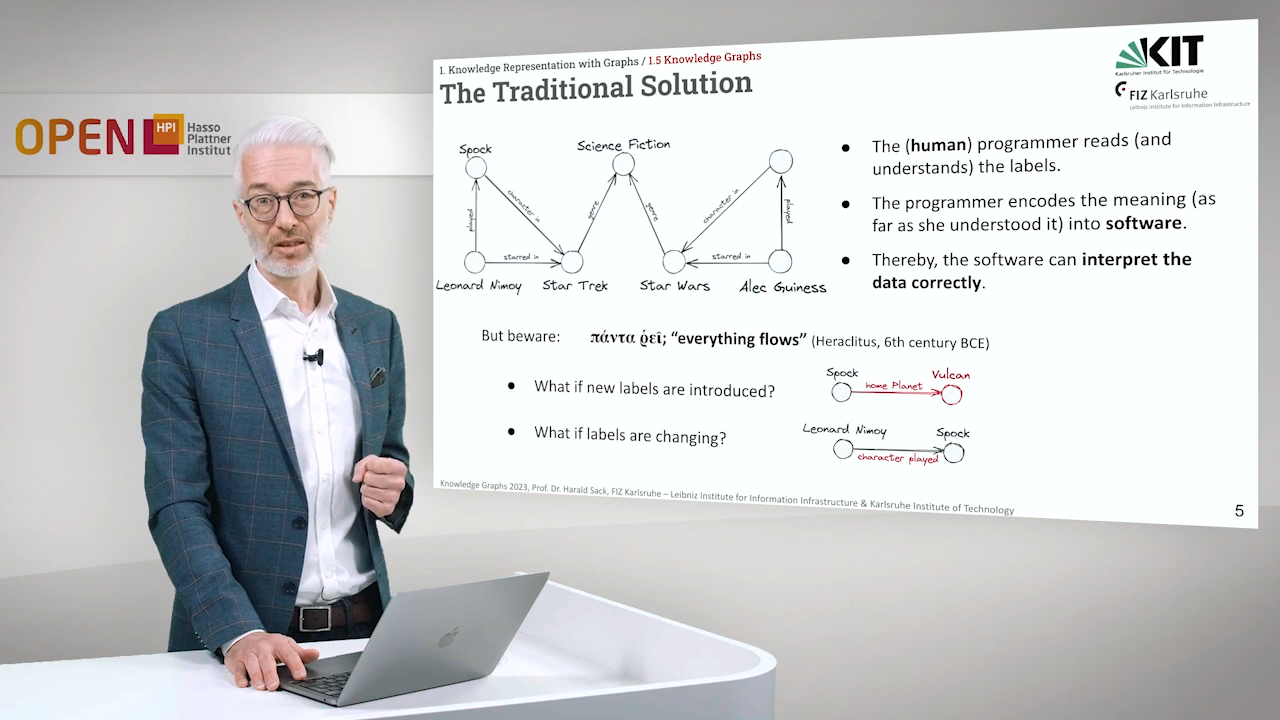 OPEN HPI Hasso
Plattner
Institut
1. Knowledge Representation with Graphs / 1.5 Knowledge Graphs
The Traditional Solution
KIT
Karlsruher Institut für Technologie
FIZ Karlsruhe
Leibniz Institute for Information Infrastructure
Spock
Science Fiction
played
character in
genre
genre
character in
played
starred in
starred in
Leonard Nimoy
Star Trek
Star Wars
Alec Guiness
● The (human) programmer reads (and
understands) the labels.
● The programmer encodes the meaning (as
far as she understood it) into software.
● Thereby, the software can interpret the
data correctly.
But beware: πάντα ῥεῖ; “everything flows” (Heraclitus, 6th century BCE)
● What if new labels are introduced?
Spock
home Planet
Vulcan
● What if labels are changing?
Leonard Nimoy
character played
Spock
Knowledge Graphs 2023, Prof. Dr. Harald Sack, FIZ Karlsruhe – Leibniz Institute for Information Infrastructure & Karlsruhe Institute of Technology
5